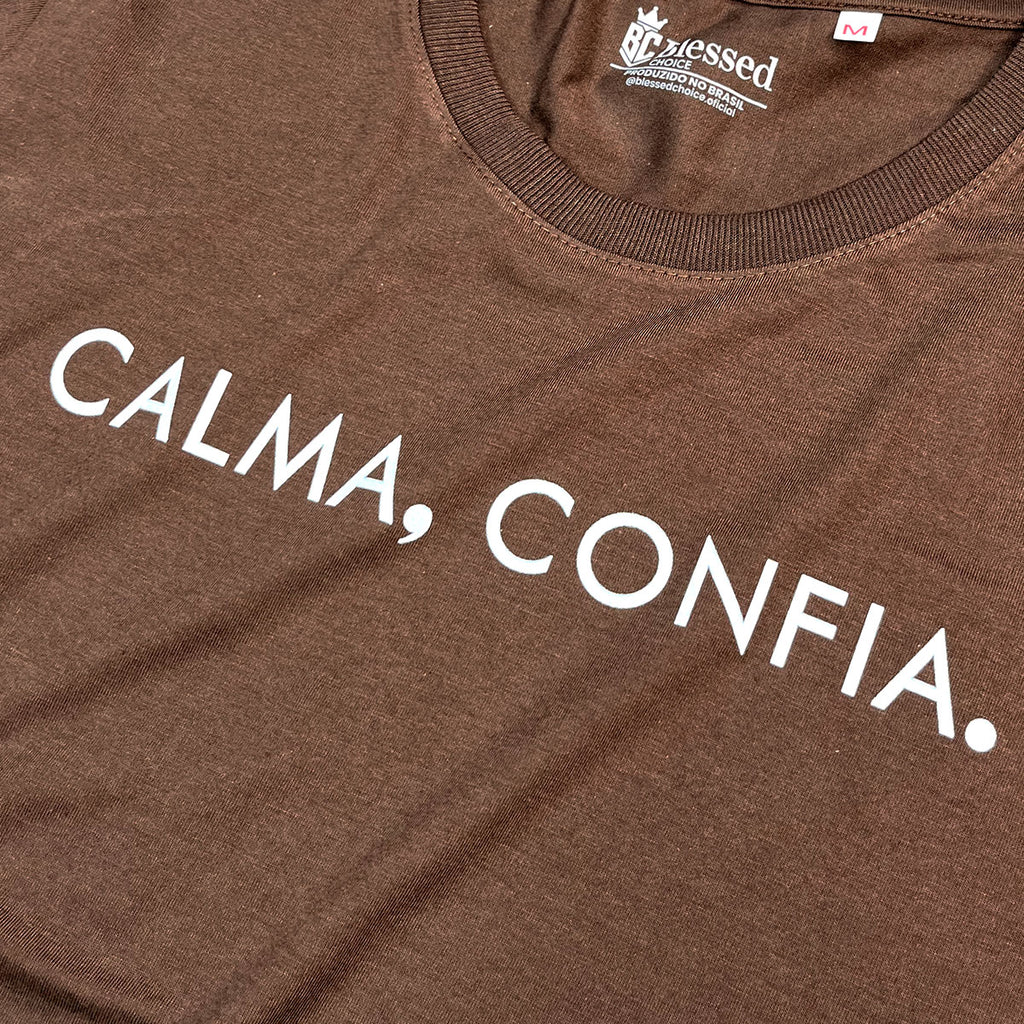 BC Blessed
CHOICE
PRODUZIDO NO BRASIL
@blessedchoice.oficial
M
CALMA, CONFIA.